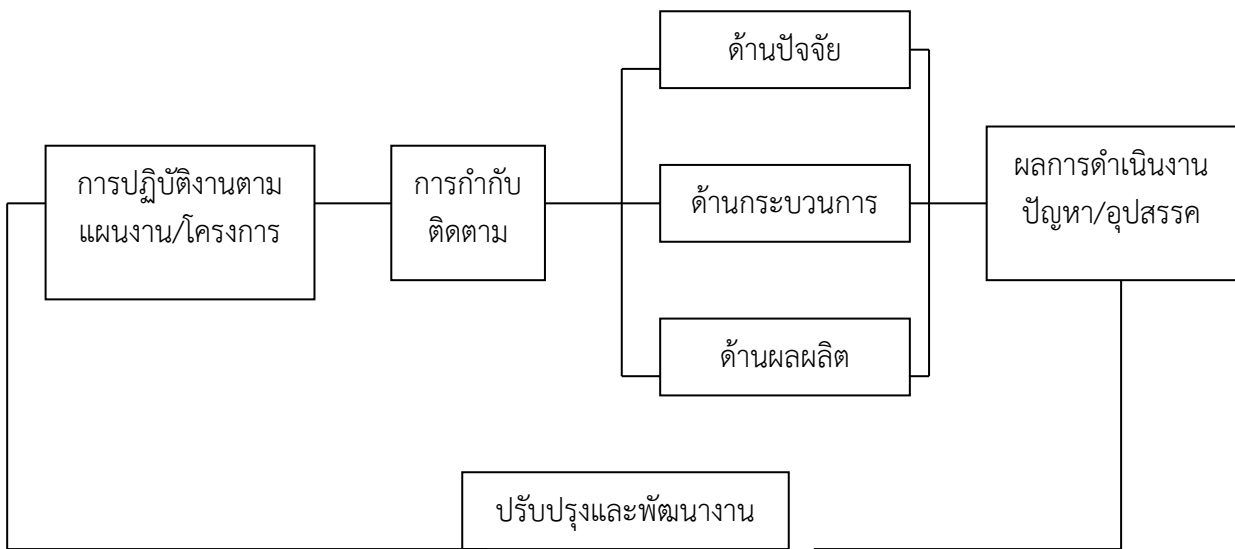 ด้านปัจจัย
การปฏิบัติงานตาม
แผนงาน/โครงการ
การกำกับ
ติดตาม
ด้านกระบวนการ
ผลการดำเนินงาน
ปัญหา/อุปสรรค
ด้านผลผลิต
ปรับปรุงและพัฒนางาน